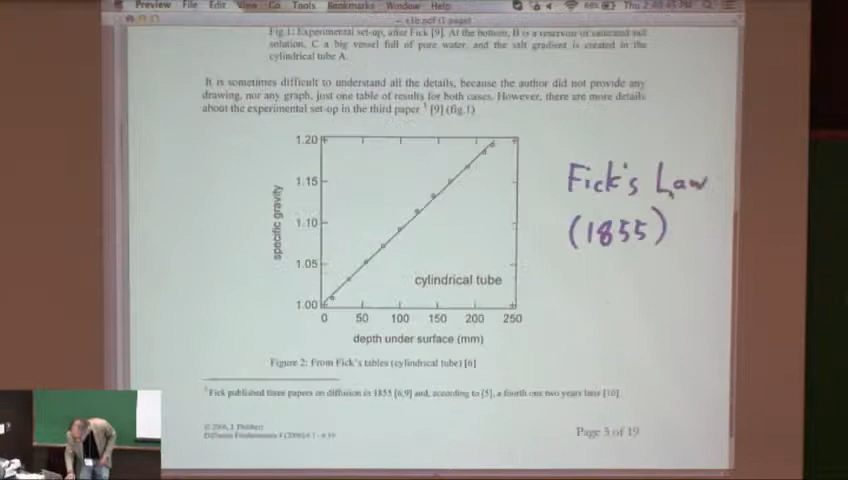 Preview File Edit View Go Tools Bookmarks Window Help
Fig 1: Experimental set-up, after Fick [9]. At the bottom, B is a reservoir of saturated salt
solution, C a big vessel full of pure water, and the salt gradient is created in the
cylindrical tube A.
It is sometimes difficult to understand all the details, because the author did not provide any
drawing, nor any graph, just one table of results for both cases. However, there are more details
about the experimental set-up in the third paper 1 [9] (fig.1)
1.20
1.15
1.10
1.05
1.00
specific gravity
cylindrical tube
0 50 100 150 200 250
depth under surface (mm)
Fick's Law
(1855)
Figure 2: From Fick's tables (cylindrical tube) [6]
1 Fick published three papers on diffusion in 1855 [6,9] and, according to [5], a fourth one two years later [10].
Page 5 of 19